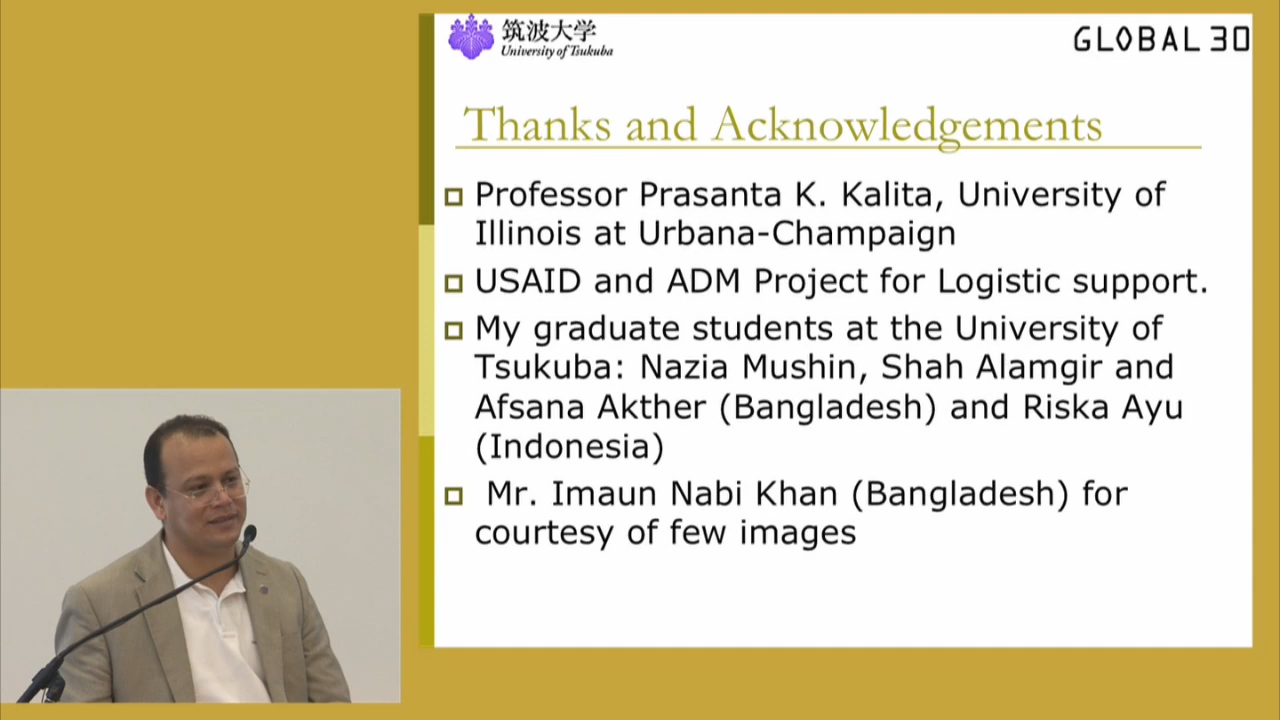 筑波大学
University of Tsukuba
GLOBAL 30
Thanks and Acknowledgements
Professor Prasanta K. Kalita, University of
Illinois at Urbana-Champaign
USAID and ADM Project for Logistic support.
My graduate students at the University of
Tsukuba: Nazia Mushin, Shah Alamgir and
Afsana Akther (Bangladesh) and Riska Ayu
(Indonesia)
Mr. Imaun Nabi Khan (Bangladesh) for
courtesy of few images